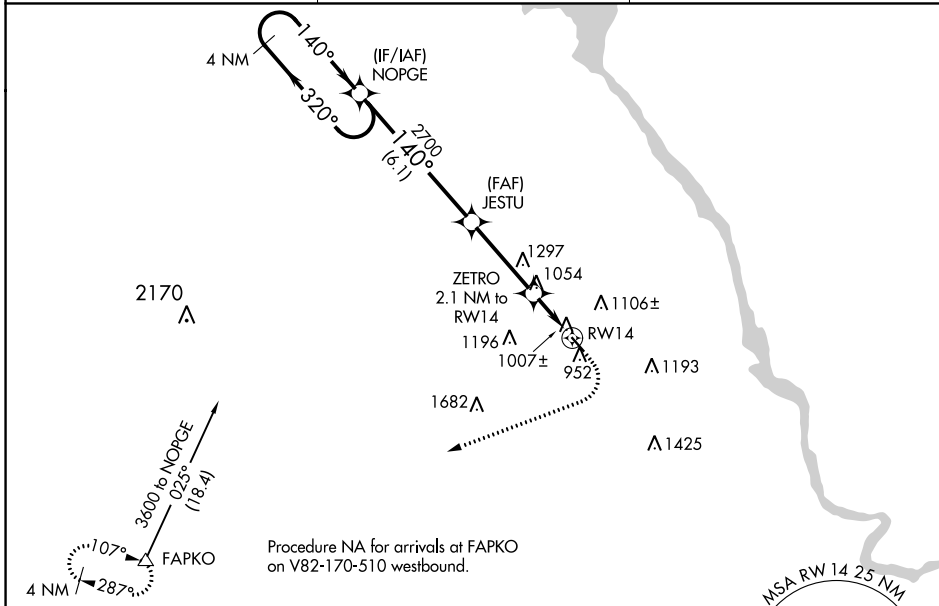 140°
4 NM
320°
(IF/IAF)
NOPGE
2700
140°
(6.1)
(FAF)
JESTU
1297
1054
ZETRO
2.1 NM to
RW14
1106±
RW14
1196
1007±
952
1193
2170
1682
1425
3600 to NOPGE
025°
(18.4)
107°
FAPKO
4 NM
287°
Procedure NA for arrivals at FAPKO
on V82-170-510 westbound.
MSA RW 14 25 NM